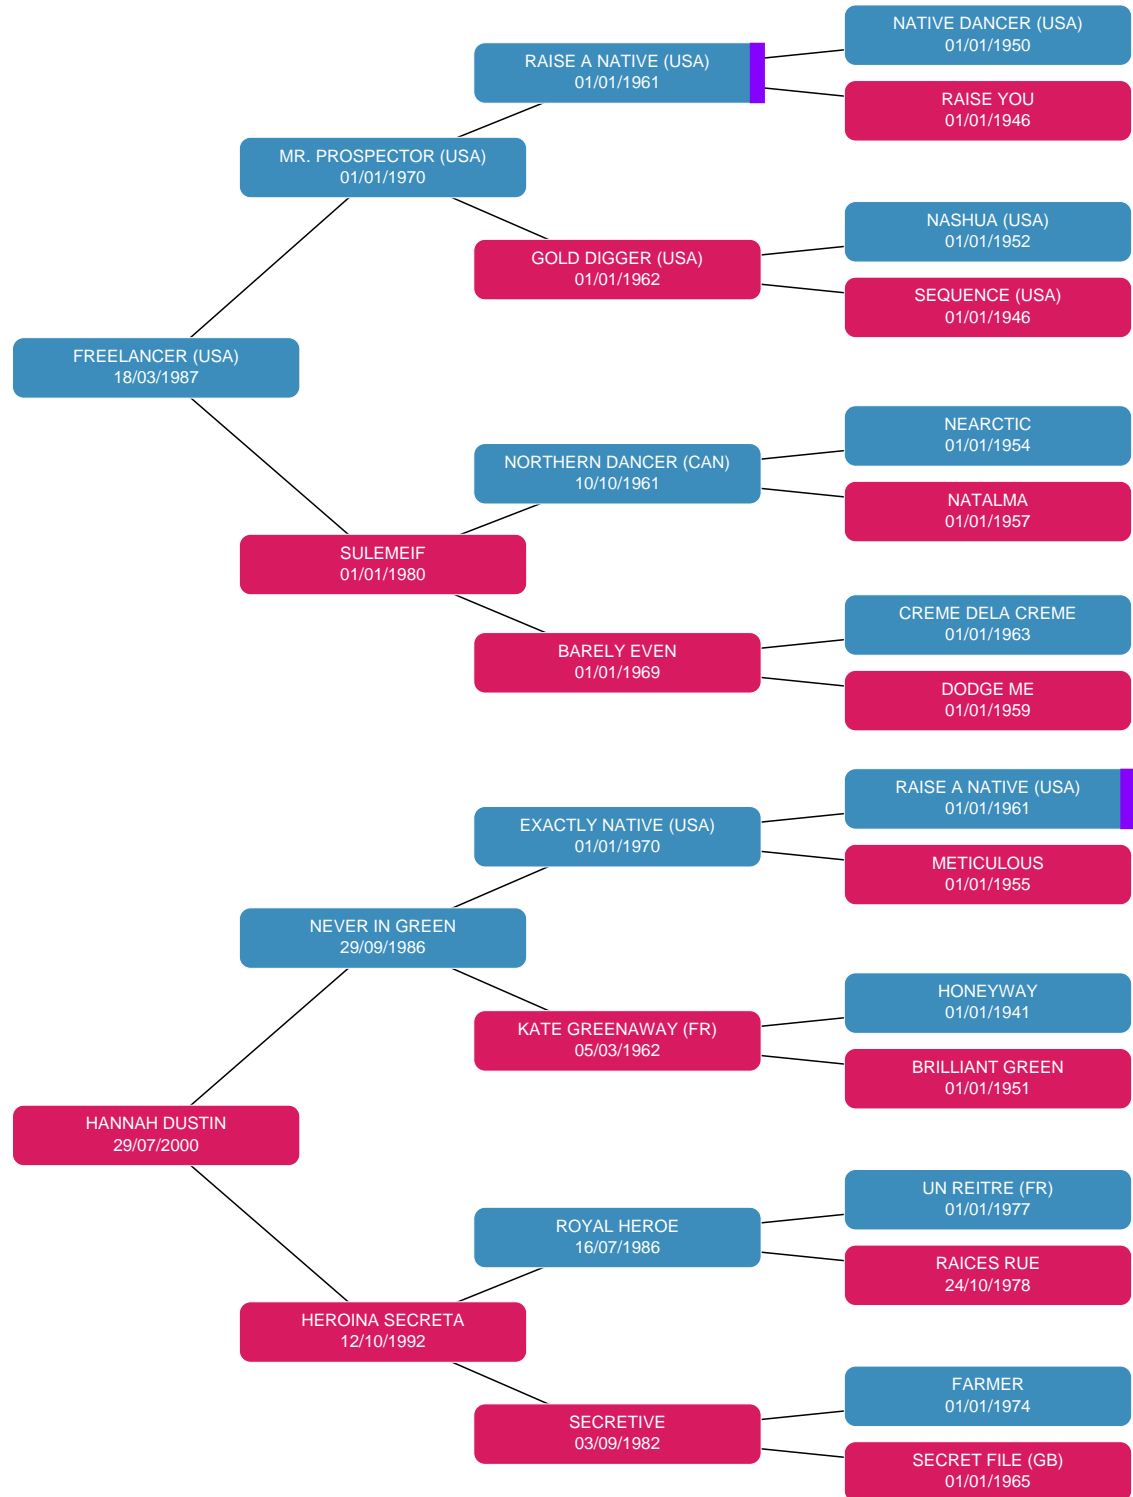 NATIVE DANCER (USA)
01/01/1950
RAISE A NATIVE (USA)
01/01/1961
RAISE YOU
01/01/1946
MR. PROSPECTOR (USA)
01/01/1970
NASHUA (USA)
01/01/1952
GOLD DIGGER (USA)
01/01/1962
SEQUENCE (USA)
01/01/1946
FREELANCER (USA)
18/03/1987
NEARCTIC
01/01/1954
NORTHERN DANCER (CAN)
10/10/1961
NATALMA
01/01/1957
SULEMEIF
01/01/1980
CREME DELA CREME
01/01/1963
BARELY EVEN
01/01/1969
DODGE ME
01/01/1959
RAISE A NATIVE (USA)
01/01/1961
EXACTLY NATIVE (USA)
01/01/1970
METICULOUS
01/01/1955
NEVER IN GREEN
29/09/1986
HONEYWAY
01/01/1941
KATE GREENAWAY (FR)
05/03/1962
BRILLIANT GREEN
01/01/1951
HANNAH DUSTIN
29/07/2000
UN REITRE (FR)
01/01/1977
ROYAL HEROE
16/07/1986
RAICES RUE
24/10/1978
HEROINA SECRETA
12/10/1992
FARMER
01/01/1974
SECRETIVE
03/09/1982
SECRET FILE (GB)
01/01/1965